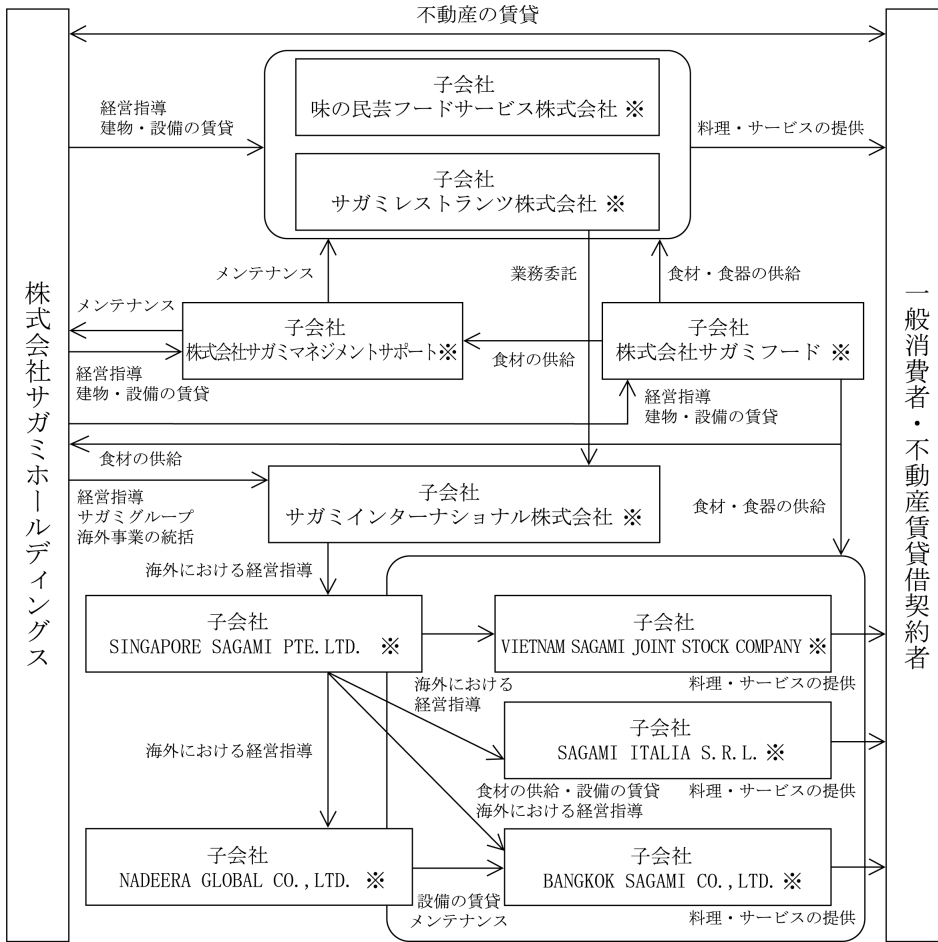 不動産の賃貸
株式会社サガミホールディングス
一般消費者・不動産賃貸借契約者
子会社
味の民芸フードサービス株式会社 ※
経営指導
建物・設備の賃貸
料理・サービスの提供
子会社
サガミレストランツ株式会社 ※
メンテナンス
業務委託
食材・食器の供給
メンテナンス
子会社
株式会社サガミマネジメントサポート※
子会社
株式会社サガミフード ※
食材の供給
経営指導
建物・設備の賃貸
経営指導
建物・設備の賃貸
食材の供給
子会社
サガミインターナショナル株式会社 ※
経営指導
サガミグループ
海外事業の統括
食材・食器の供給
海外における経営指導
子会社
SINGAPORE SAGAMI PTE.LTD. ※
子会社
VIETNAM SAGAMI JOINT STOCK COMPANY ※
海外における
経営指導
料理・サービスの提供
子会社
SAGAMI ITALIA S.R.L. ※
海外における経営指導
食材の供給・設備の賃貸
海外における経営指導
料理・サービスの提供
子会社
NADEERA GLOBAL CO.,LTD. ※
子会社
BANGKOK SAGAMI CO.,LTD. ※
設備の賃貸
メンテナンス
料理・サービスの提供